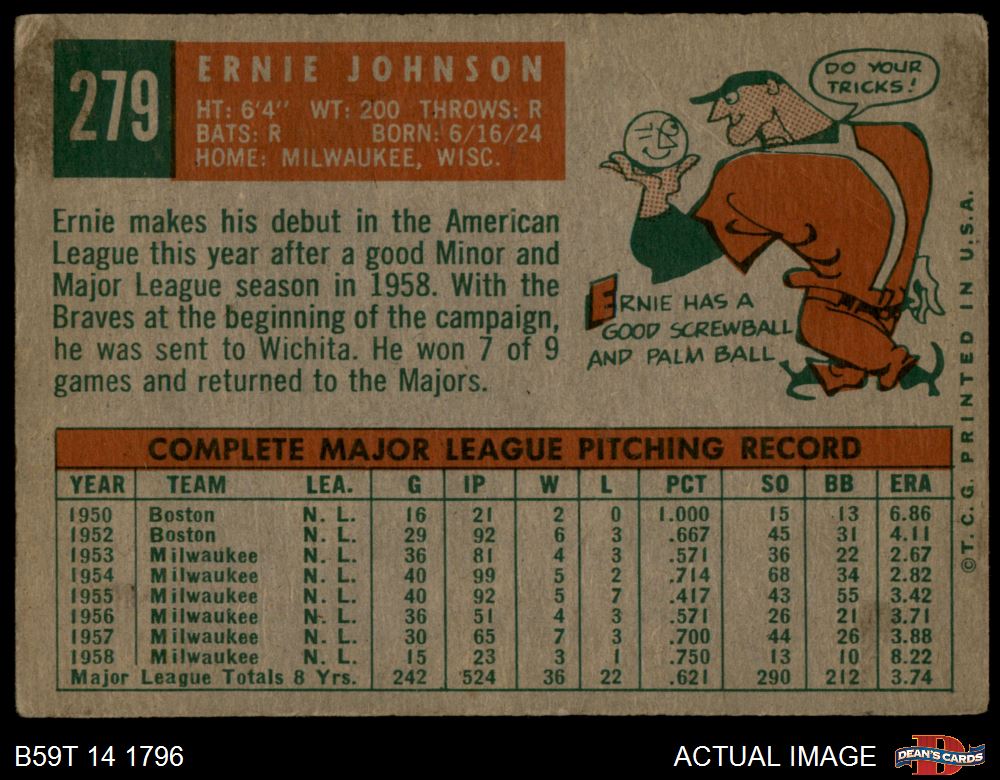 279
ERNIE JOHNSON
HT: 6'4" WT: 200 THROWS: R
BATS: R BORN: 6/16/24
HOME: MILWAUKEE, WISC.
DO YOUR
TRICKS!
Ernie makes his debut in the American
League this year after a good Minor and
Major League season in 1958. With the
Braves at the beginning of the campaign,
he was sent to Wichita. He won 7 of 9
games and returned to the Majors.
ERNIE HAS A
GOOD SCREWBALL
AND PALM BALL
©T. C. G. PRINTED IN U.S.A.
COMPLETE MAJOR LEAGUE PITCHING RECORD
YEAR TEAM LEA. G IP W L PCT SO BB ERA
1950 Boston N. L. 16 21 2 0 1.000 15 13 6.86
1952 Boston N. L. 29 92 6 3 .667 45 31 4.11
1953 Milwaukee N. L. 36 81 4 3 .571 36 22 2.67
1954 Milwaukee N. L. 40 99 5 2 .714 68 34 2.82
1955 Milwaukee N. L. 40 92 5 7 .417 43 55 3.42
1956 Milwaukee N. L. 36 51 4 3 .571 26 21 3.71
1957 Milwaukee N. L. 30 65 7 3 .700 44 26 3.88
1958 Milwaukee N. L. 15 23 3 1 .750 13 10 8.22
Major League Totals 8 Yrs. 242 524 36 22 .621 290 212 3.74
B59T 14 1796
ACTUAL IMAGE
DEAN'S CARDS